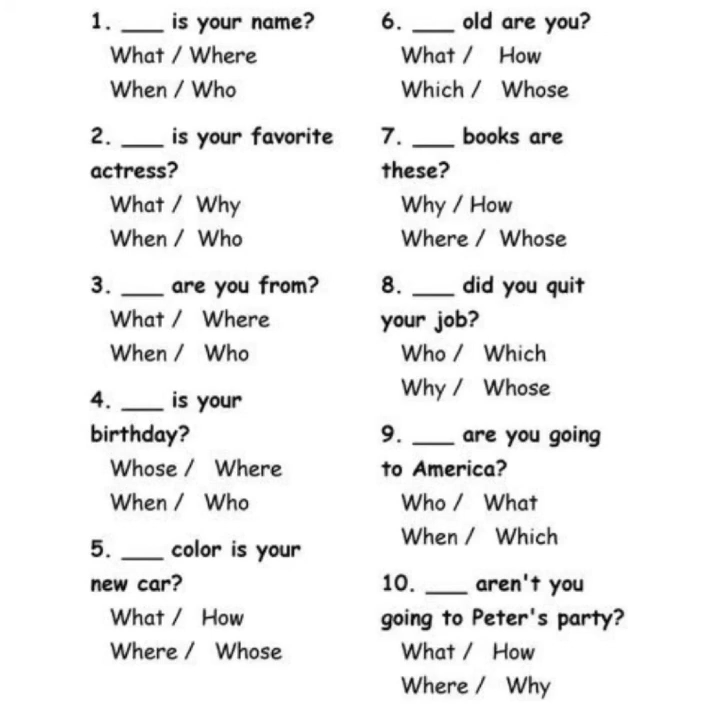 1. ___ is your name?
What / Where
When / Who
2. ___ is your favorite
actress?
What / Why
When / Who
3. ___ are you from?
What / Where
When / Who
4. ___ is your
birthday?
Whose / Where
When / Who
5. ___ color is your
new car?
What / How
Where / Whose
6. ___ old are you?
What / How
Which / Whose
7. ___ books are
these?
Why / How
Where / Whose
8. ___ did you quit
your job?
Who / Which
Why / Whose
9. ___ are you going
to America?
Who / What
When / Which
10. ___ aren't you
going to Peter's party?
What / How
Where / Why